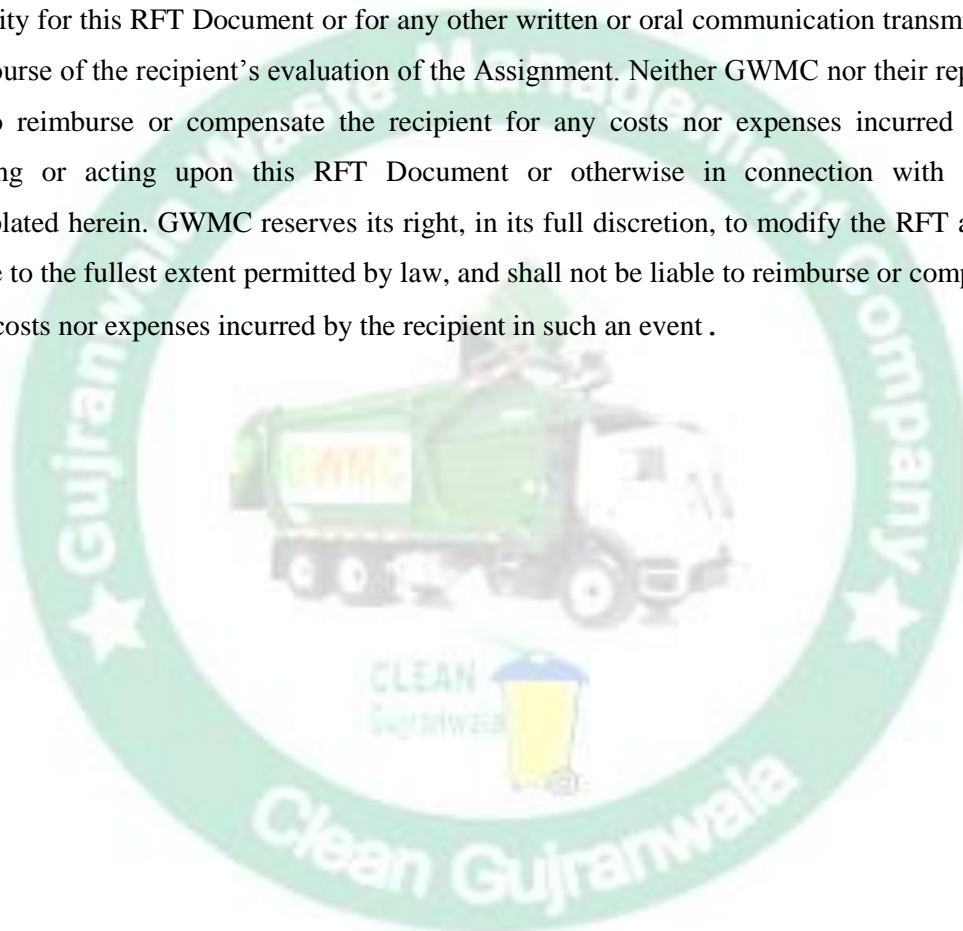 ity for this RFT Document or for any other written or oral communication transm
ourse of the recipient’s evaluation of the Assignment. Neither GWMC nor their rep
o reimburse or compensate the recipient for any costs nor expenses incurred
ng or acting upon this RFT Document or otherwise in connection with
plated herein. GWMC reserves its right, in its full discretion, to modify the RFT a
e to the fullest extent permitted by law, and shall not be liable to reimburse or comp
costs nor expenses incurred by the recipient in such an event.
Gujranwala Waste Management Company
GWMC
CLEAN
Gujranwala
Clean Gujranwala